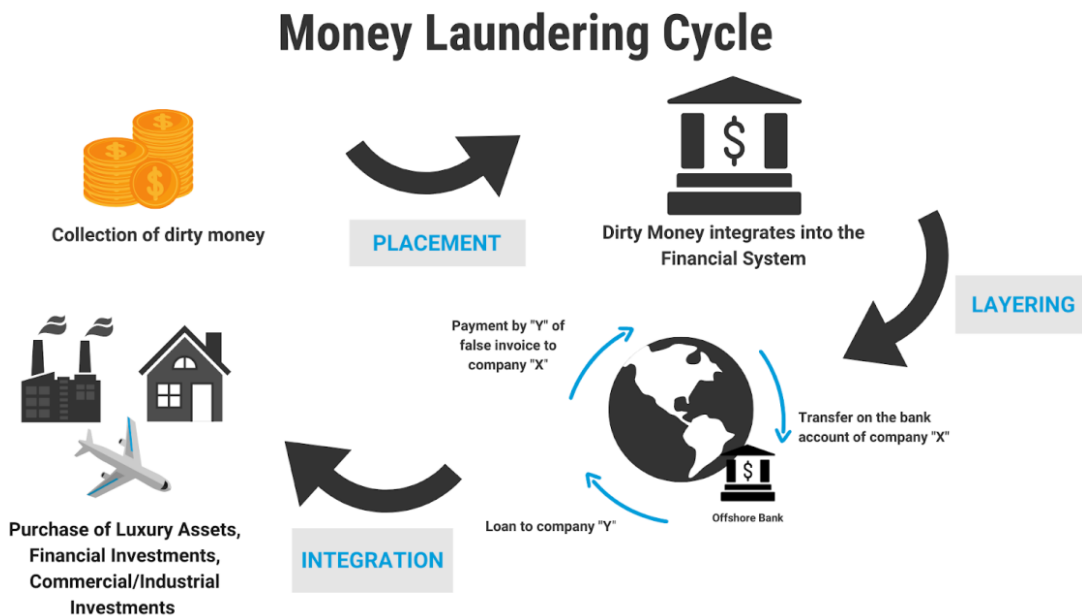 Money Laundering Cycle
$
$
$
$
Collection of dirty money
PLACEMENT
Dirty Money integrates into the
Financial System
LAYERING
Payment by "Y" of
false invoice to
company "X"
Transfer on the bank
account of company "X"
$
Offshore Bank
Loan to company "Y"
INTEGRATION
Purchase of Luxury Assets,
Financial Investments,
Commercial/Industrial
Investments